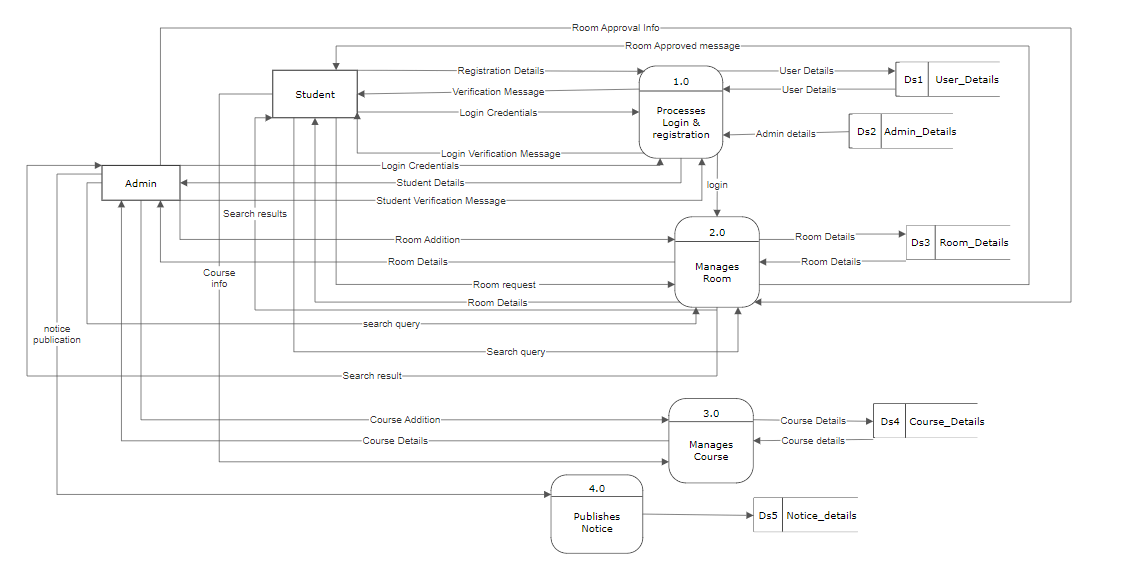 Room Approval Info
Room Approved message
Registration Details
1.0
User Details
Ds1
User_Details
Student
Verification Message
User Details
Login Credentials
Processes
Login &
registration
Admin details
Ds2
Admin_Details
Login Verification Message
Login Credentials
Admin
Student Details
login
Student Verification Message
Search results
2.0
Room Addition
Room Details
Ds3
Room_Details
Room Details
Manages
Room
Room Details
Course
info
Room request
Room Details
search query
notice
publication
Search query
Search result
3.0
Course Addition
Course Details
Ds4
Course_Details
Course Details
Manages
Course
Course details
4.0
Publishes
Notice
Ds5
Notice_details